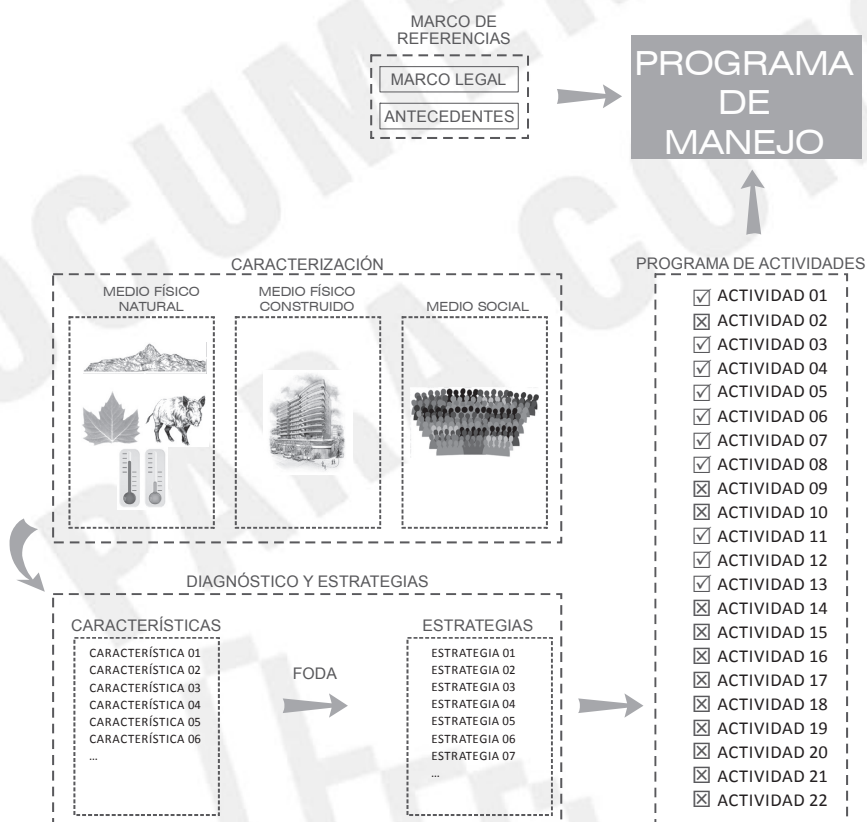 MARCO DE
REFERENCIAS
MARCO LEGAL
ANTECEDENTES
PROGRAMA
DE
MANEJO
CARACTERIZACIÓN
MEDIO FÍSICO
NATURAL
MEDIO FÍSICO
CONSTRUIDO
MEDIO SOCIAL
DIAGNÓSTICO Y ESTRATEGIAS
CARACTERÍSTICAS
CARACTERÍSTICA 01
CARACTERÍSTICA 02
CARACTERÍSTICA 03
CARACTERÍSTICA 04
CARACTERÍSTICA 05
CARACTERÍSTICA 06
...
FODA
ESTRATEGIAS
ESTRATEGIA 01
ESTRATEGIA 02
ESTRATEGIA 03
ESTRATEGIA 04
ESTRATEGIA 05
ESTRATEGIA 06
ESTRATEGIA 07
...
PROGRAMA DE ACTIVIDADES
ACTIVIDAD 01
ACTIVIDAD 02
ACTIVIDAD 03
ACTIVIDAD 04
ACTIVIDAD 05
ACTIVIDAD 06
ACTIVIDAD 07
ACTIVIDAD 08
ACTIVIDAD 09
ACTIVIDAD 10
ACTIVIDAD 11
ACTIVIDAD 12
ACTIVIDAD 13
ACTIVIDAD 14
ACTIVIDAD 15
ACTIVIDAD 16
ACTIVIDAD 17
ACTIVIDAD 18
ACTIVIDAD 19
ACTIVIDAD 20
ACTIVIDAD 21
ACTIVIDAD 22
PARA